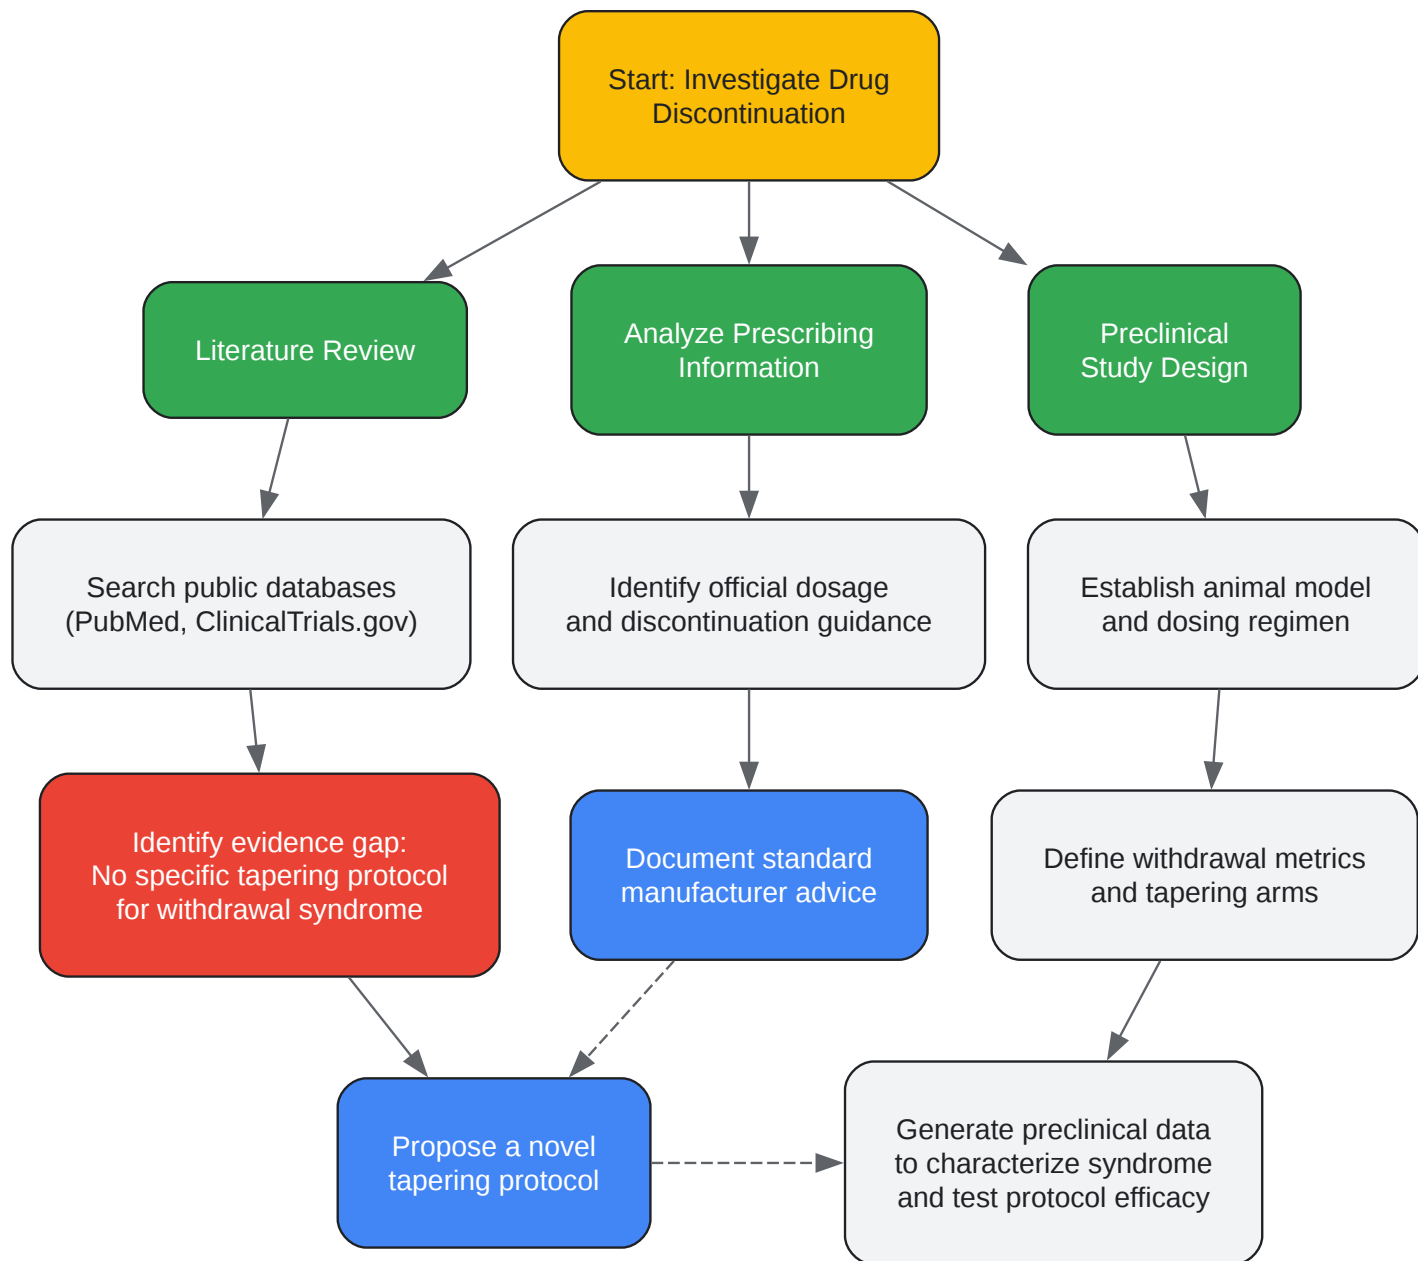 Start: Investigate Drug
Discontinuation
Literature Review
Analyze Prescribing
Information
Preclinical
Study Design
Search public databases
(PubMed, ClinicalTrials.gov)
Identify official dosage
and discontinuation guidance
Establish animal model
and dosing regimen
Identify evidence gap:
No specific tapering protocol
for withdrawal syndrome
Document standard
manufacturer advice
Define withdrawal metrics
and tapering arms
Propose a novel
tapering protocol
Generate preclinical data
to characterize syndrome
and test protocol efficacy